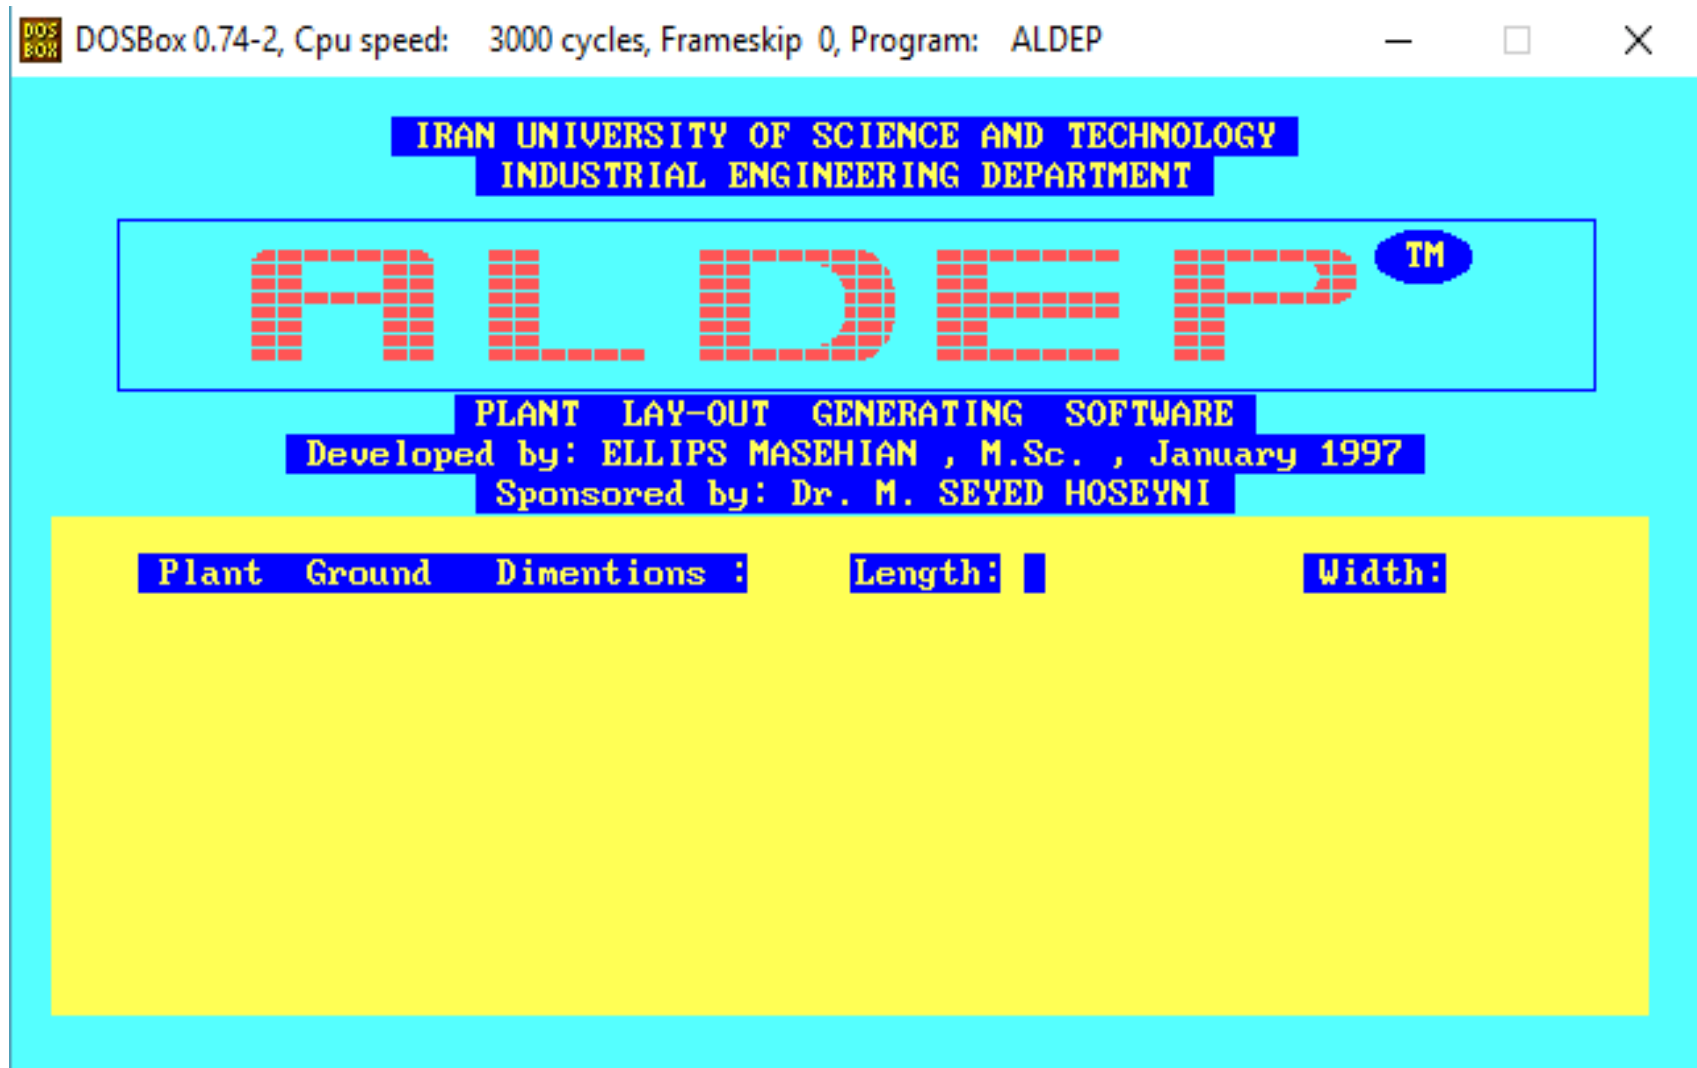 DOS BOX DOSBox 0.74-2, Cpu speed: 3000 cycles, Frameskip 0, Program: ALDEP
IRAN UNIVERSITY OF SCIENCE AND TECHNOLOGY
INDUSTRIAL ENGINEERING DEPARTMENT
ALDEP TM
PLANT LAY-OUT GENERATING SOFTWARE
Developed by: ELLIPS MASEHIAN , M.Sc. , January 1997
Sponsored by: Dr. M. SEYED HOSEYNI
Plant Ground Dimentions : Length: Width: